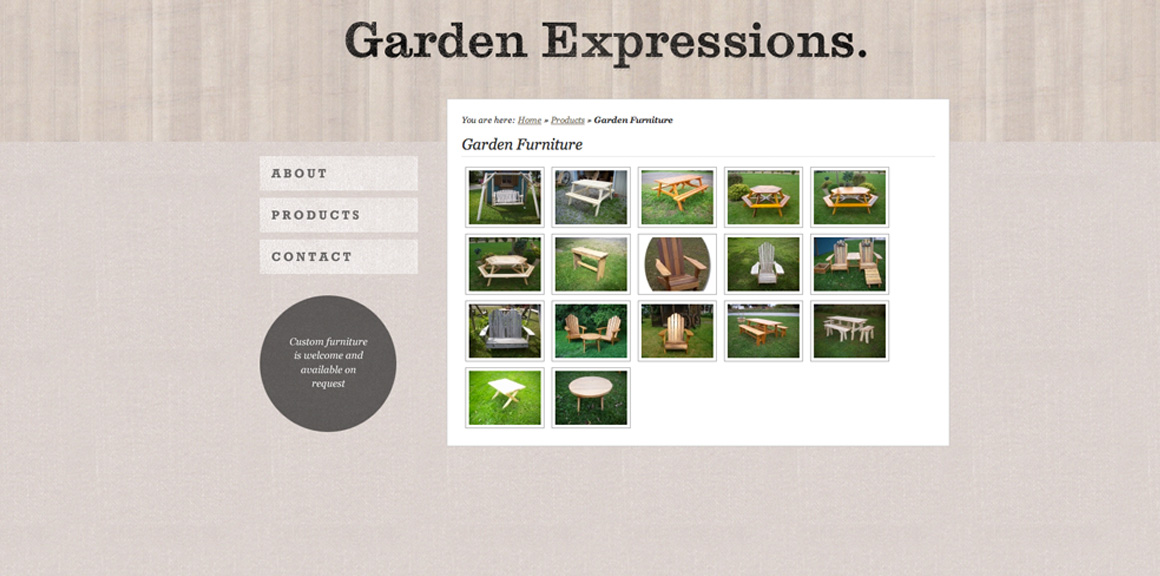 Garden Expressions.
You are here: Home » Products » Garden Furniture
Garden Furniture
ABOUT
PRODUCTS
CONTACT
Custom furniture
is welcome and
available on
request